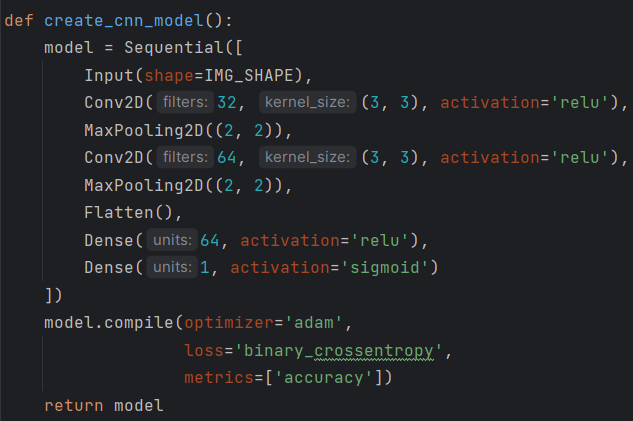 def create_cnn_model():
    model = Sequential([
        Input(shape=IMG_SHAPE),
        Conv2D( filters: 32, kernel_size: (3, 3), activation='relu'),
        MaxPooling2D((2, 2)),
        Conv2D( filters: 64, kernel_size: (3, 3), activation='relu'),
        MaxPooling2D((2, 2)),
        Flatten(),
        Dense( units: 64, activation='relu'),
        Dense( units: 1, activation='sigmoid')
    ])
    model.compile(optimizer='adam',
                  loss='binary_crossentropy',
                  metrics=['accuracy'])
    return model